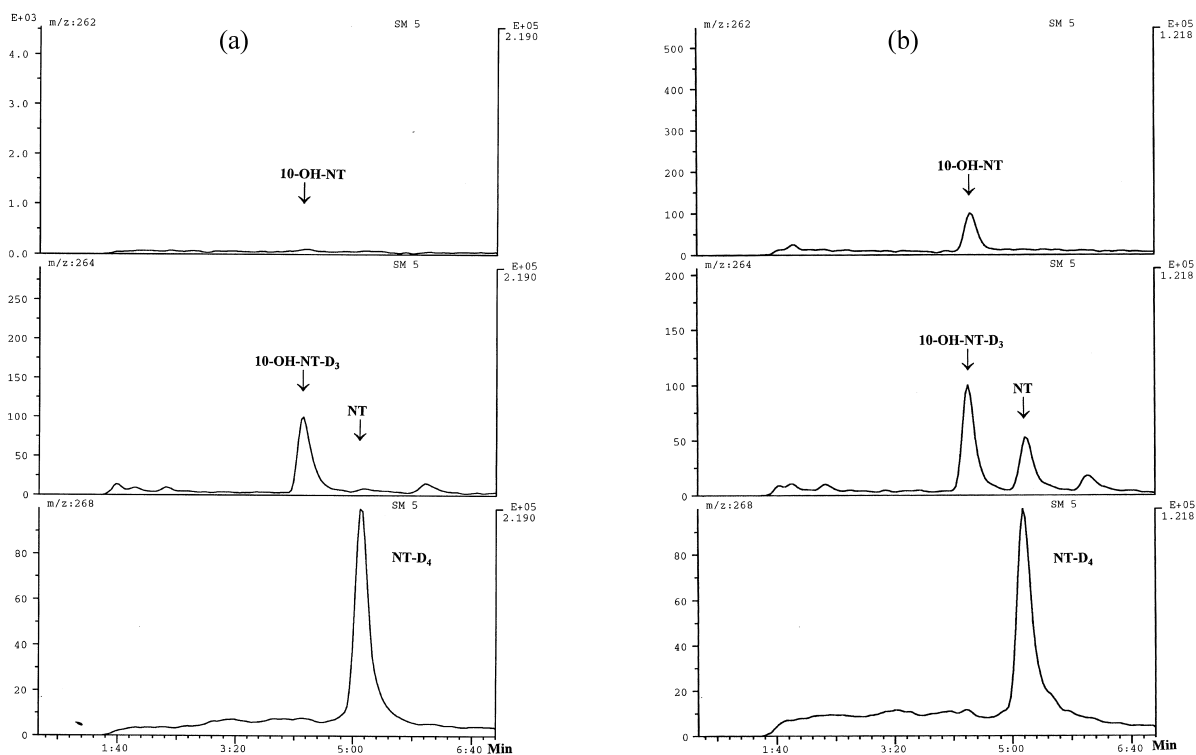 (a)
E+03 m/z:262 SM 5 E+05
2.190
4.0
3.0
2.0
1.0
0.0
10-OH-NT
m/z:264 SM 5 E+05
2.190
250
200
150
100
50
0
10-OH-NT-D3
NT
m/z:268 SM 5 E+05
2.190
80
60
40
20
0
NT-D4
1:40 3:20 5:00 6:40 Min
(b)
m/z:262 SM 5 E+05
1.218
500
400
300
250
200
150
100
50
0
10-OH-NT
m/z:264 SM 5 E+05
1.218
200
150
100
50
0
10-OH-NT-D3
NT
m/z:268 SM 5 E+05
1.218
80
60
40
20
0
NT-D4
1:40 3:20 5:00 6:40 Min